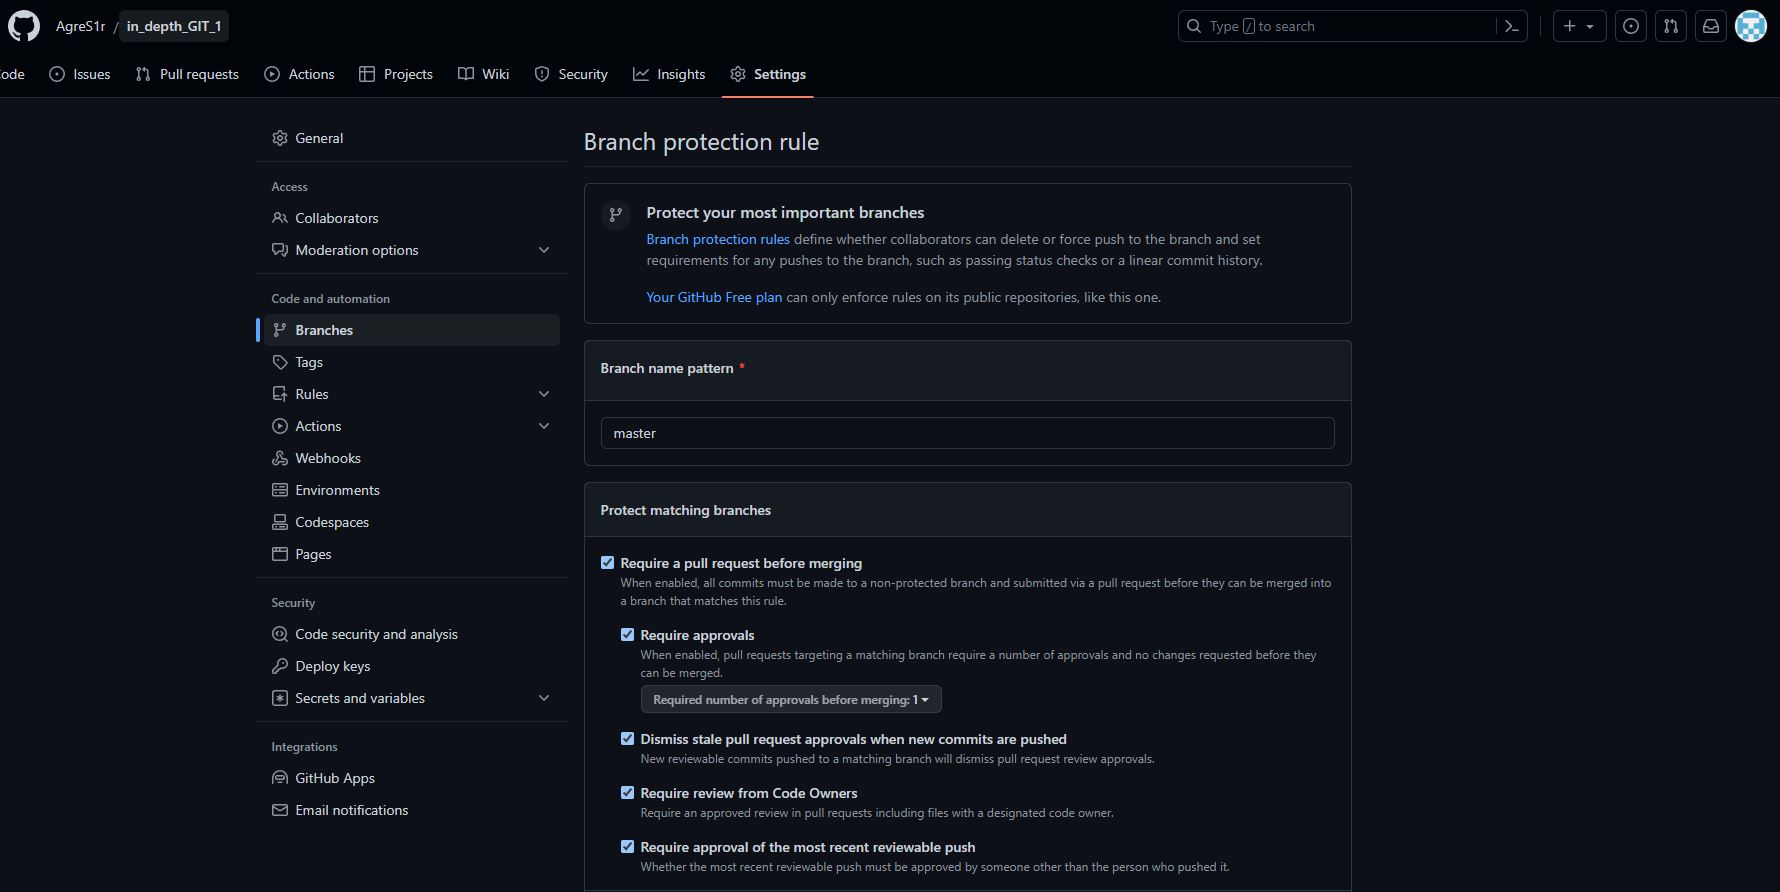 AgreS1r / in_depth_GIT_1
Type / to search
ode
Issues
Pull requests
Actions
Projects
Wiki
Security
Insights
Settings
General
Access
Collaborators
Moderation options
Code and automation
Branches
Tags
Rules
Actions
Webhooks
Environments
Codespaces
Pages
Security
Code security and analysis
Deploy keys
Secrets and variables
Integrations
GitHub Apps
Email notifications
Branch protection rule
Protect your most important branches
Branch protection rules define whether collaborators can delete or force push to the branch and set
requirements for any pushes to the branch, such as passing status checks or a linear commit history.
Your GitHub Free plan can only enforce rules on its public repositories, like this one.
Branch name pattern *
master
Protect matching branches
Require a pull request before merging
When enabled, all commits must be made to a non-protected branch and submitted via a pull request before they can be merged into
a branch that matches this rule.
Require approvals
When enabled, pull requests targeting a matching branch require a number of approvals and no changes requested before they
can be merged.
Required number of approvals before merging: 1
Dismiss stale pull request approvals when new commits are pushed
New reviewable commits pushed to a matching branch will dismiss pull request review approvals.
Require review from Code Owners
Require an approved review in pull requests including files with a designated code owner.
Require approval of the most recent reviewable push
Whether the most recent reviewable push must be approved by someone other than the person who pushed it.